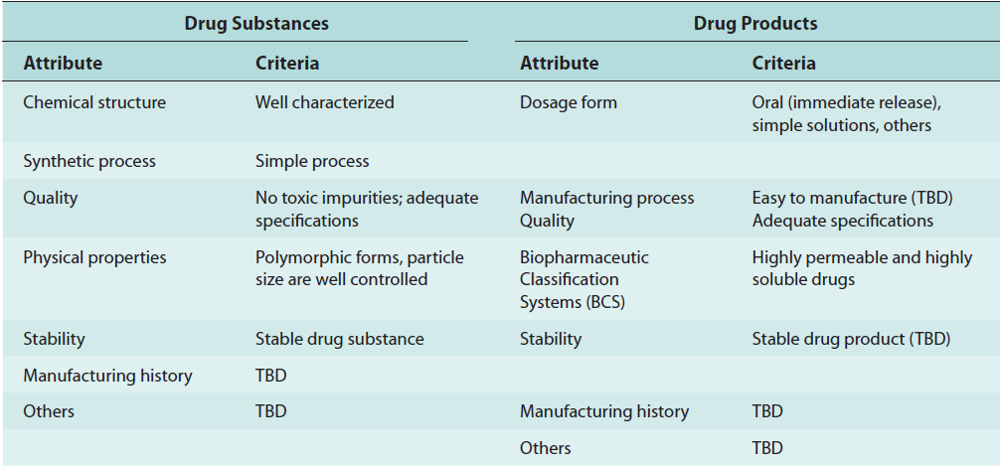 Drug Substances Drug Products
Attribute Criteria Attribute Criteria
Chemical structure Well characterized Dosage form Oral (immediate release),
simple solutions, others
Synthetic process Simple process
Quality No toxic impurities; adequate Manufacturing process Easy to manufacture (TBD)
specifications Quality Adequate specifications
Physical properties Polymorphic forms, particle Biopharmaceutic Highly permeable and highly
size are well controlled Classification soluble drugs
Systems (BCS)
Stability Stable drug substance Stability Stable drug product (TBD)
Manufacturing history TBD
Others TBD Manufacturing history TBD
Others TBD